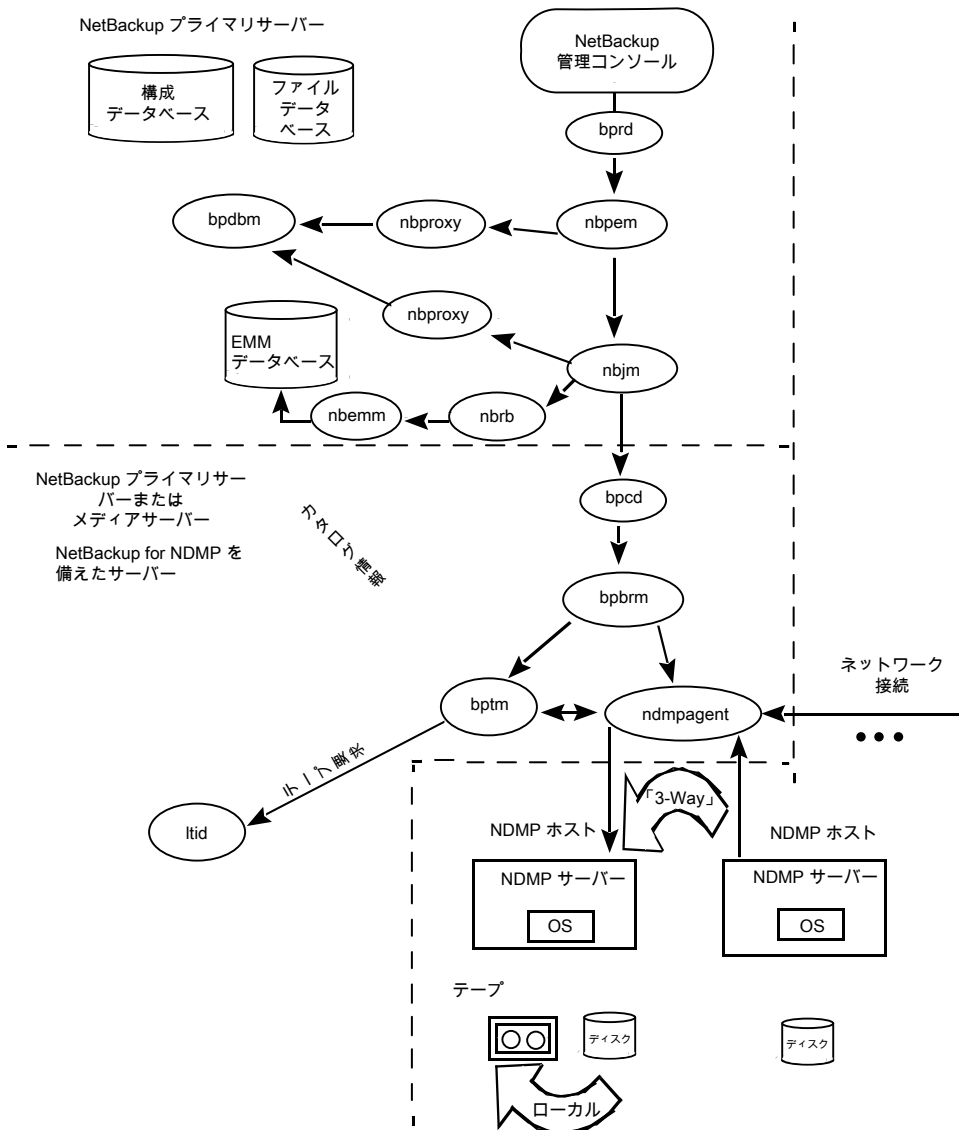 NetBackup プライマリサーバー
NetBackup
管理コンソール
構成
データベース
ファイル
データ
ベース
bprd
bpdbm
nbproxy
nbpem
nbproxy
EMM
データベース
nbjm
nbemm
nbrb
NetBackup プライマリサー
バーまたは
メディアサーバー
NetBackup for NDMP を
備えたサーバー
カタログ情報
bpcd
bpbrm
ネットワーク
接続
bptm
ndmpagent
テープ要求
「3-Way」
ltid
NDMP ホスト
NDMP ホスト
NDMP サーバー
NDMP サーバー
OS
OS
テープ
ディスク
ディスク
ローカル